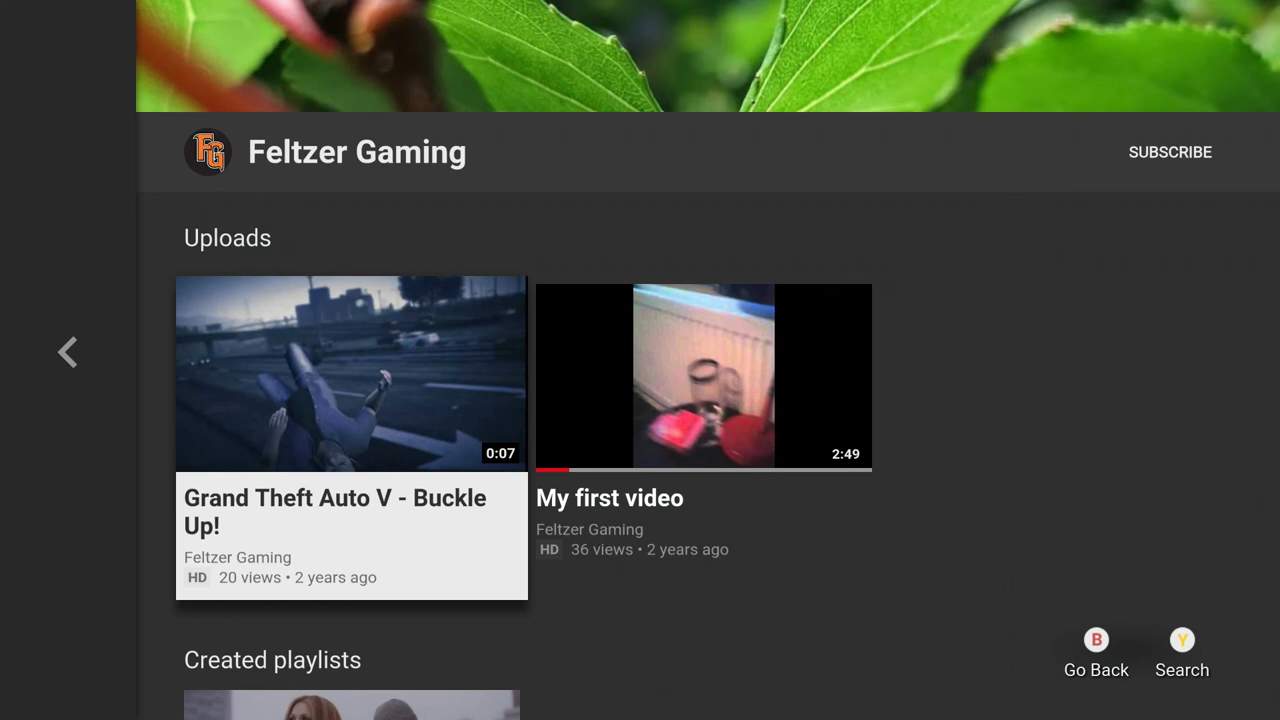 FG
Feltzer Gaming
SUBSCRIBE
Uploads
0:07
2:49
Grand Theft Auto V - Buckle
Up!
Feltzer Gaming
HD 20 views • 2 years ago
My first video
Feltzer Gaming
HD 36 views • 2 years ago
Created playlists
B
Go Back
Y
Search